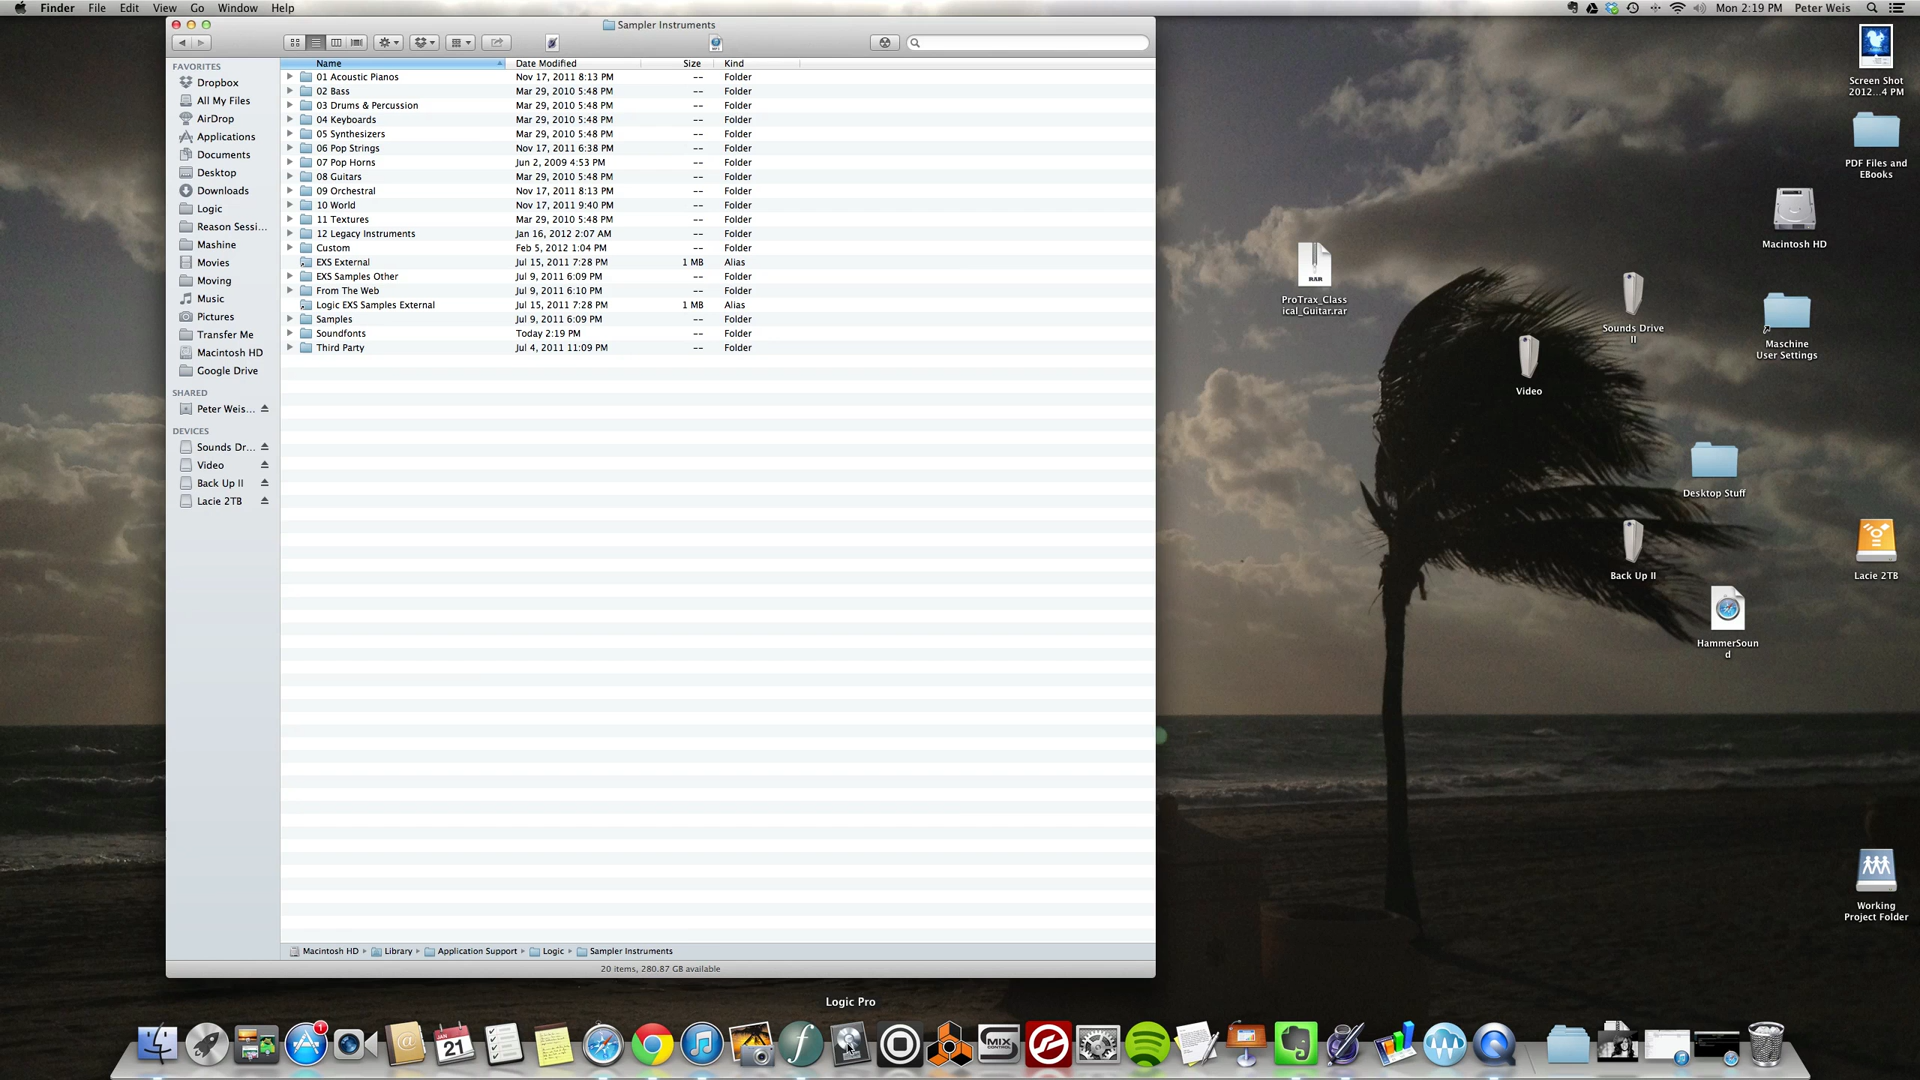 Finder File Edit View Go Window Help
Mon 2:19 PM Peter Weis
Sampler Instruments
FAVORITES
Dropbox
All My Files
AirDrop
Applications
Documents
Desktop
Downloads
Logic
Reason Sessi...
Mashine
Movies
Moving
Music
Pictures
Transfer Me
Macintosh HD
Google Drive
SHARED
Peter Weis...
DEVICES
Sounds Dr...
Video
Back Up II
Lacie 2TB
Name Date Modified Size Kind
01 Acoustic Pianos Nov 17, 2011 8:13 PM -- Folder
02 Bass Mar 29, 2010 5:48 PM -- Folder
03 Drums & Percussion Mar 29, 2010 5:48 PM -- Folder
04 Keyboards Mar 29, 2010 5:48 PM -- Folder
05 Synthesizers Mar 29, 2010 5:48 PM -- Folder
06 Pop Strings Nov 17, 2011 6:38 PM -- Folder
07 Pop Horns Jun 2, 2009 4:53 PM -- Folder
08 Guitars Mar 29, 2010 5:48 PM -- Folder
09 Orchestral Nov 17, 2011 8:13 PM -- Folder
10 World Nov 17, 2011 9:40 PM -- Folder
11 Textures Mar 29, 2010 5:48 PM -- Folder
12 Legacy Instruments Jan 16, 2012 2:07 AM -- Folder
Custom Feb 5, 2012 1:04 PM -- Folder
EXS External Jul 15, 2011 7:28 PM 1 MB Alias
EXS Samples Other Jul 9, 2011 6:09 PM -- Folder
From The Web Jul 9, 2011 6:10 PM -- Folder
Logic EXS Samples External Jul 15, 2011 7:28 PM 1 MB Alias
Samples Jul 9, 2011 6:09 PM -- Folder
Soundfonts Today 2:19 PM -- Folder
Third Party Jul 4, 2011 11:09 PM -- Folder
Macintosh HD Library Application Support Logic Sampler Instruments
20 items, 280.87 GB available
Screen Shot
2012...4 PM
PDF Files and
EBooks
Macintosh HD
RAR
ProTrax_Class
ical_Guitar.rar
Sounds Drive
II
Maschine
User Settings
Video
Desktop Stuff
Back Up II
Lacie 2TB
HammerSoun
d
Working
Project Folder
Logic Pro
1
21
MIX